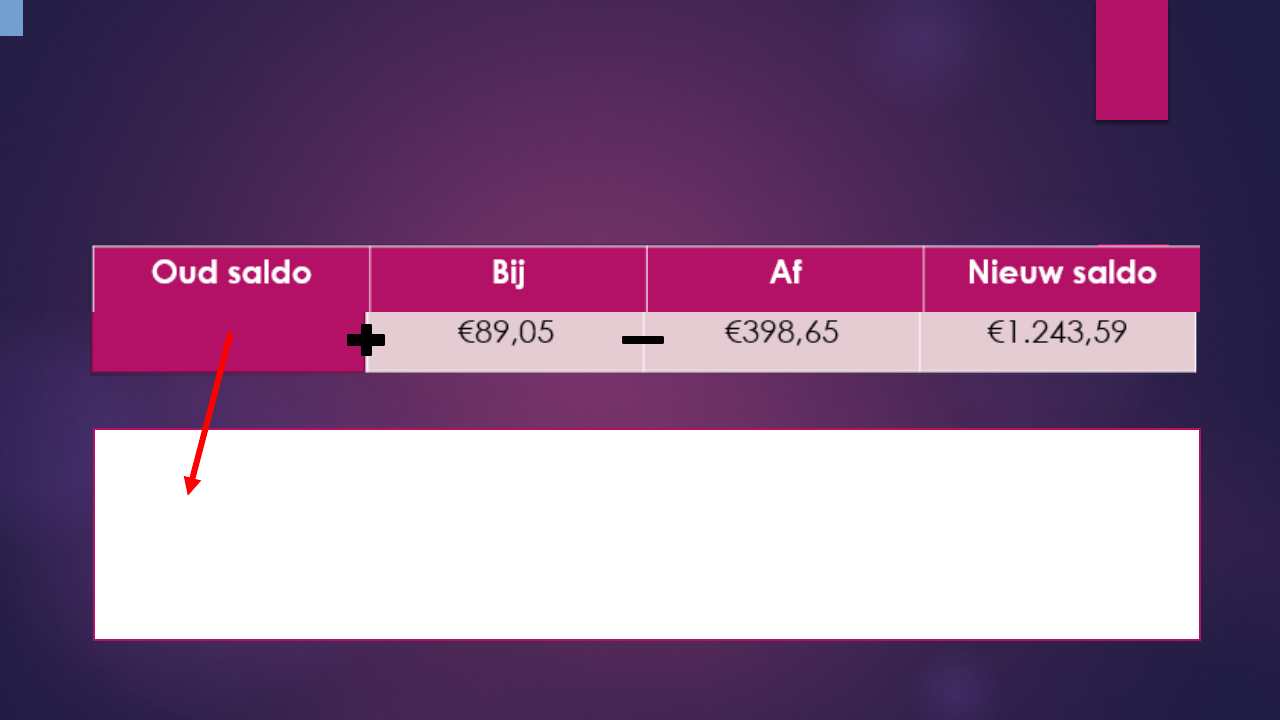 Oud saldo Bij Af Nieuw saldo
+ €89,05 − €398,65 €1.243,59